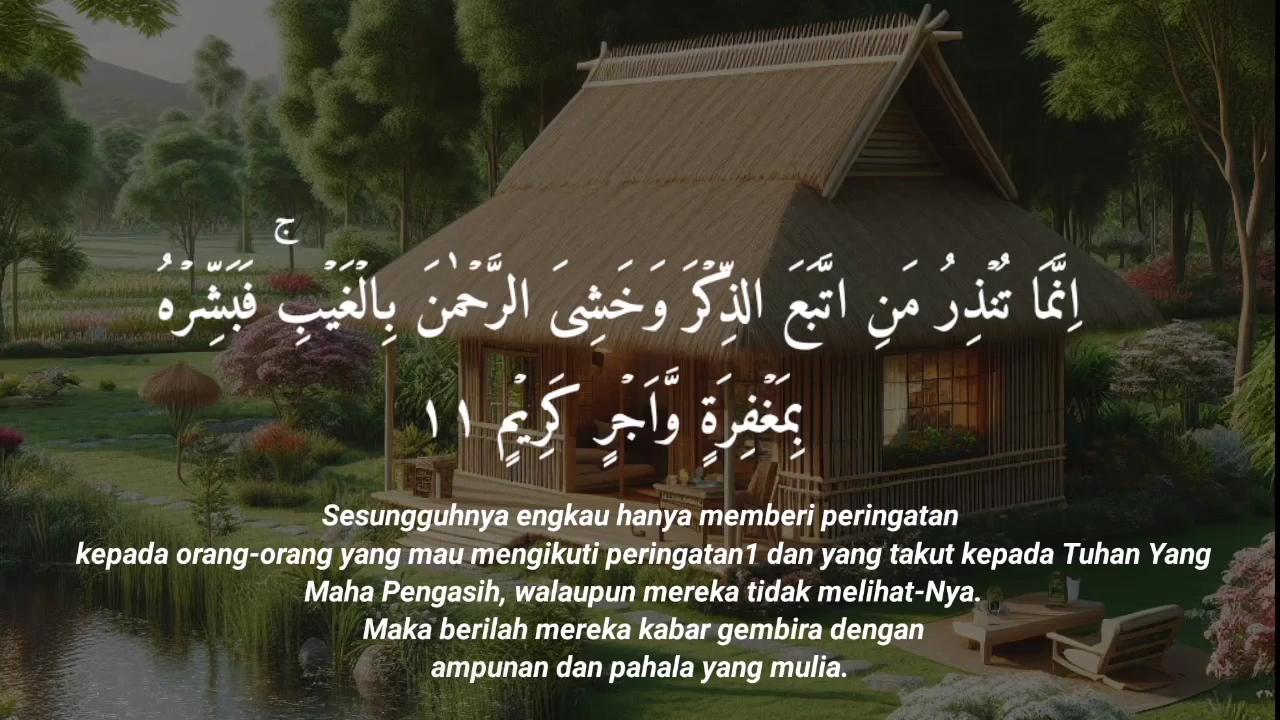 اِنَّمَا تُنْذِرُ مَنِ اتَّبَعَ الذِّكْرَ وَخَشِيَ الرَّحْمٰنَ بِالْغَيْبِۚ فَبَشِّرْهُ
بِمَغْفِرَةٍ وَّاَجْرٍ كَرِيْمٍ ١١
Sesungguhnya engkau hanya memberi peringatan
kepada orang-orang yang mau mengikuti peringatan1 dan yang takut kepada Tuhan Yang
Maha Pengasih, walaupun mereka tidak melihat-Nya.
Maka berilah mereka kabar gembira dengan
ampunan dan pahala yang mulia.